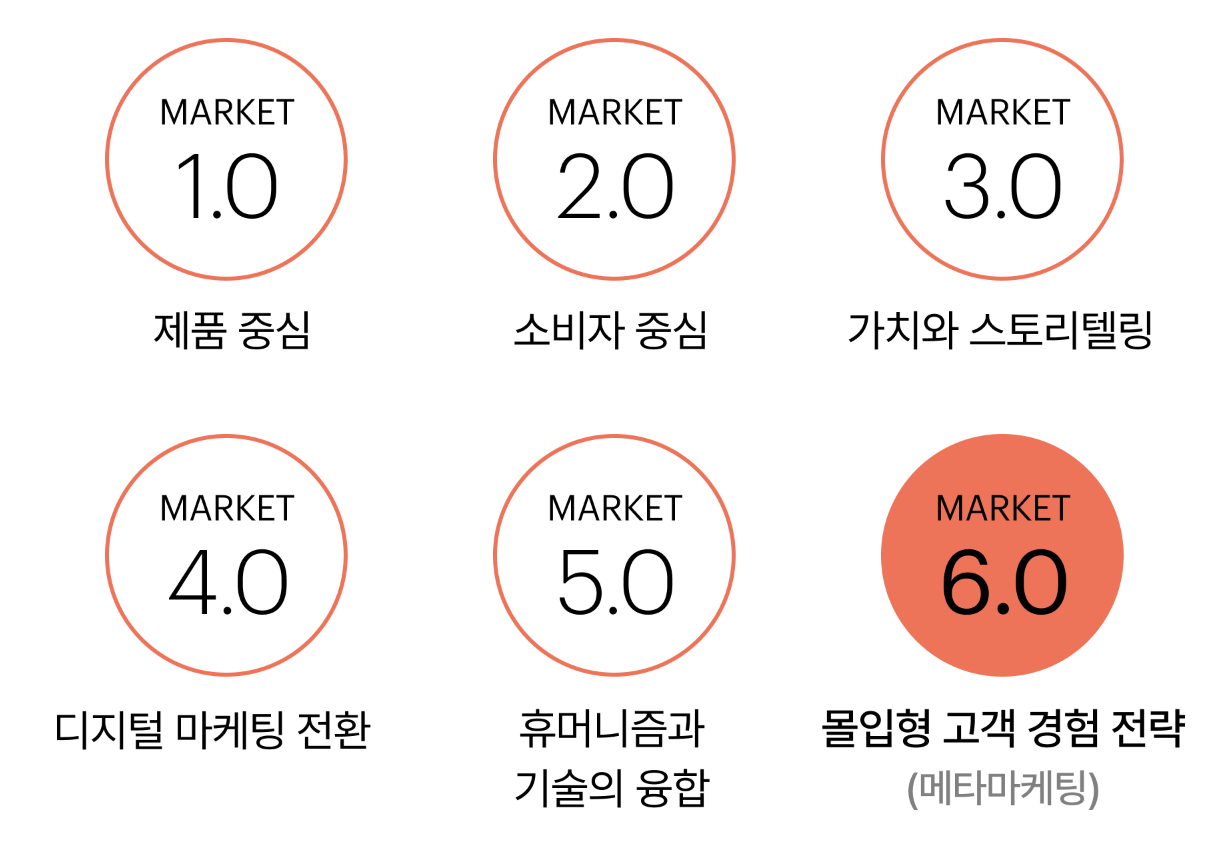 MARKET
1.0
제품 중심
MARKET
2.0
소비자 중심
MARKET
3.0
가치와 스토리텔링
MARKET
4.0
디지털 마케팅 전환
MARKET
5.0
휴머니즘과
기술의 융합
MARKET
6.0
몰입형 고객 경험 전략
(메타마케팅)